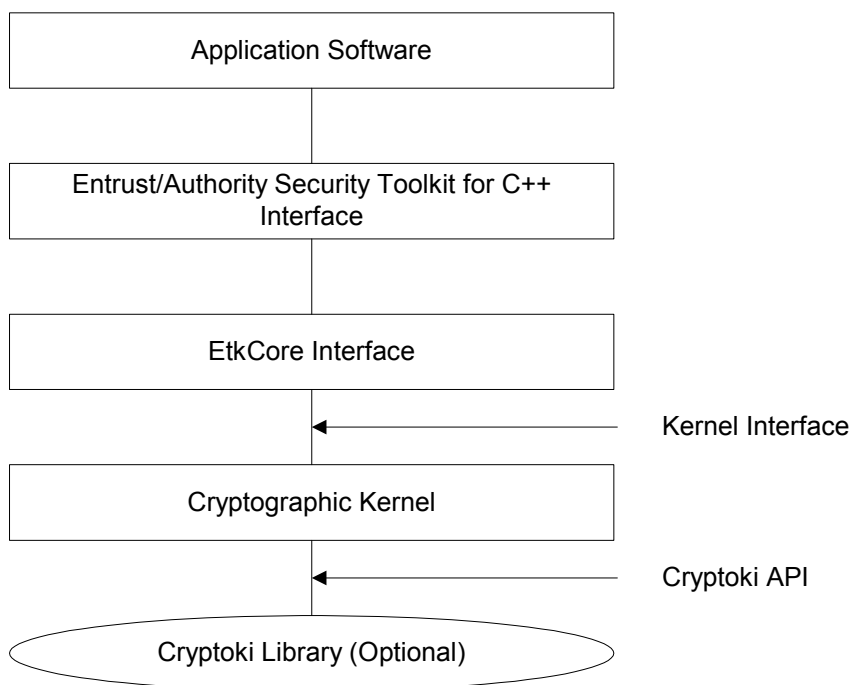 Application Software
Entrust/Authority Security Toolkit for C++
Interface
EtkCore Interface
Kernel Interface
Cryptographic Kernel
Cryptoki API
Cryptoki Library (Optional)